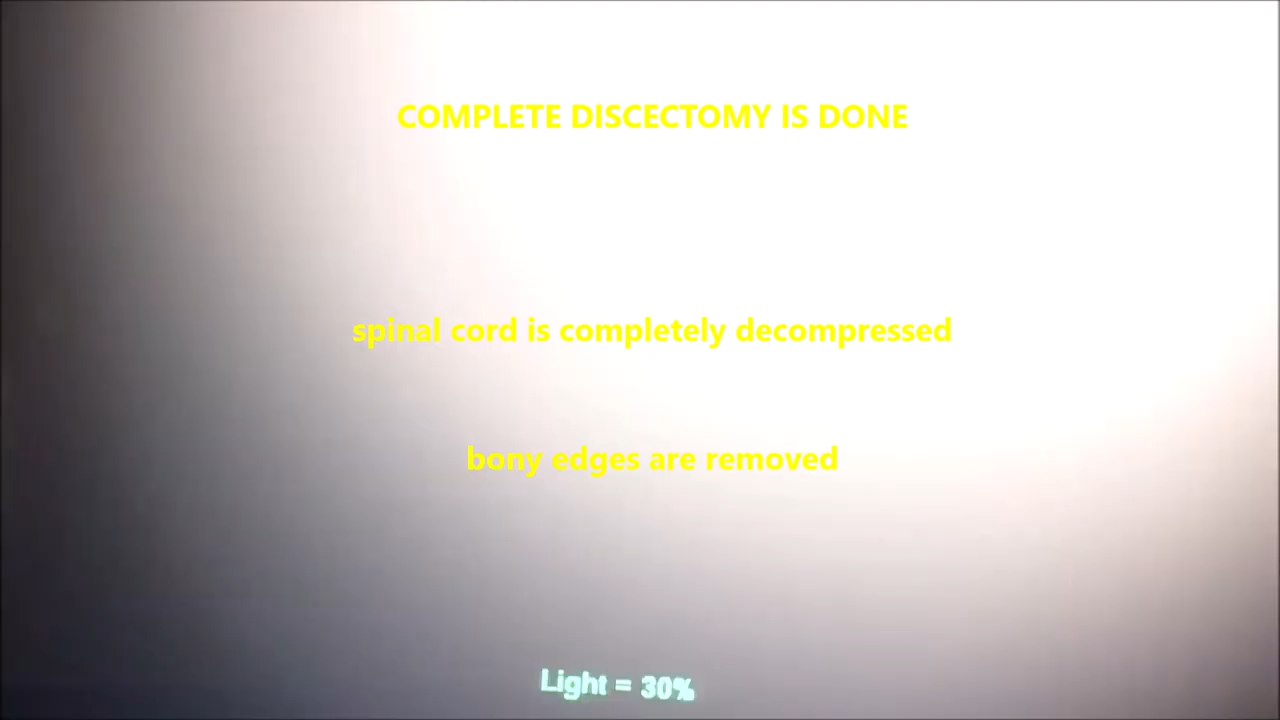 COMPLETE DISCECTOMY IS DONE
spinal cord is completely decompressed
bony edges are removed
Light = 30%